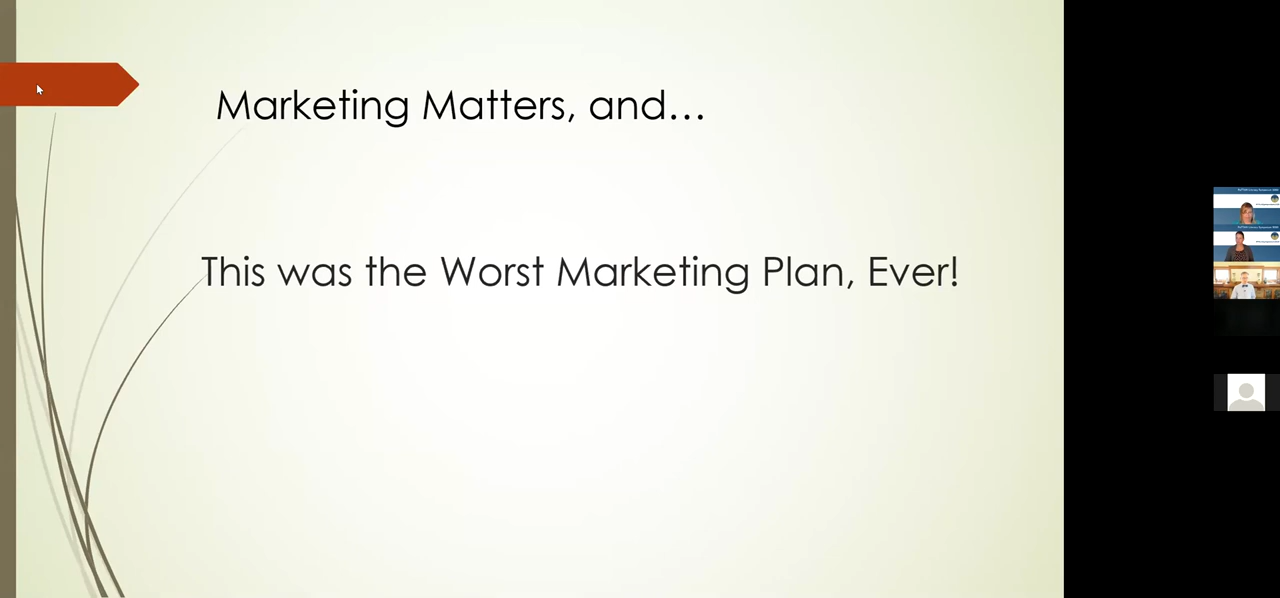 Marketing Matters, and…
This was the Worst Marketing Plan, Ever!